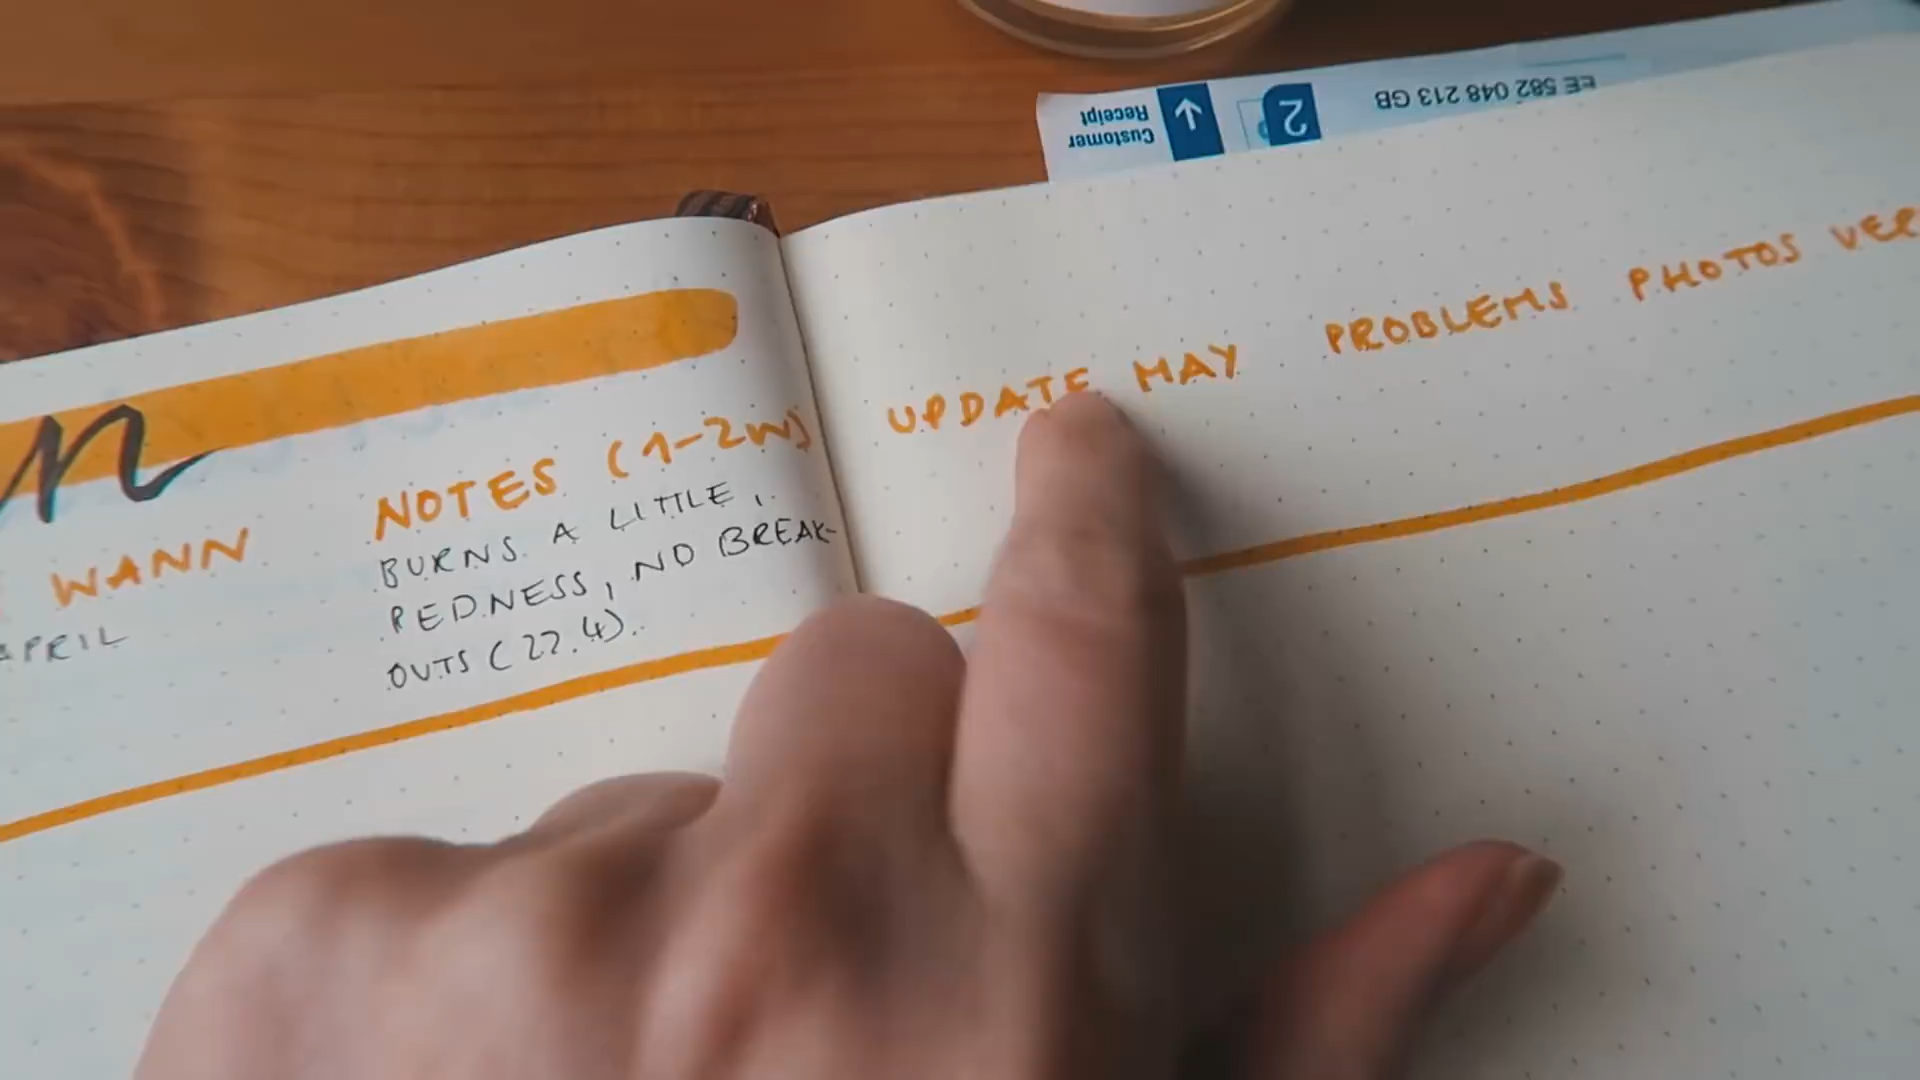 EE 582 048 213 GB
2
Customer
Receipt
n
WANN
APRIL
NOTES (1-2W)
BURNS A LITTLE,
REDNESS, NO BREAK-
OUTS (22.4).
UPDATE MAY PROBLEMS PHOTOS VER